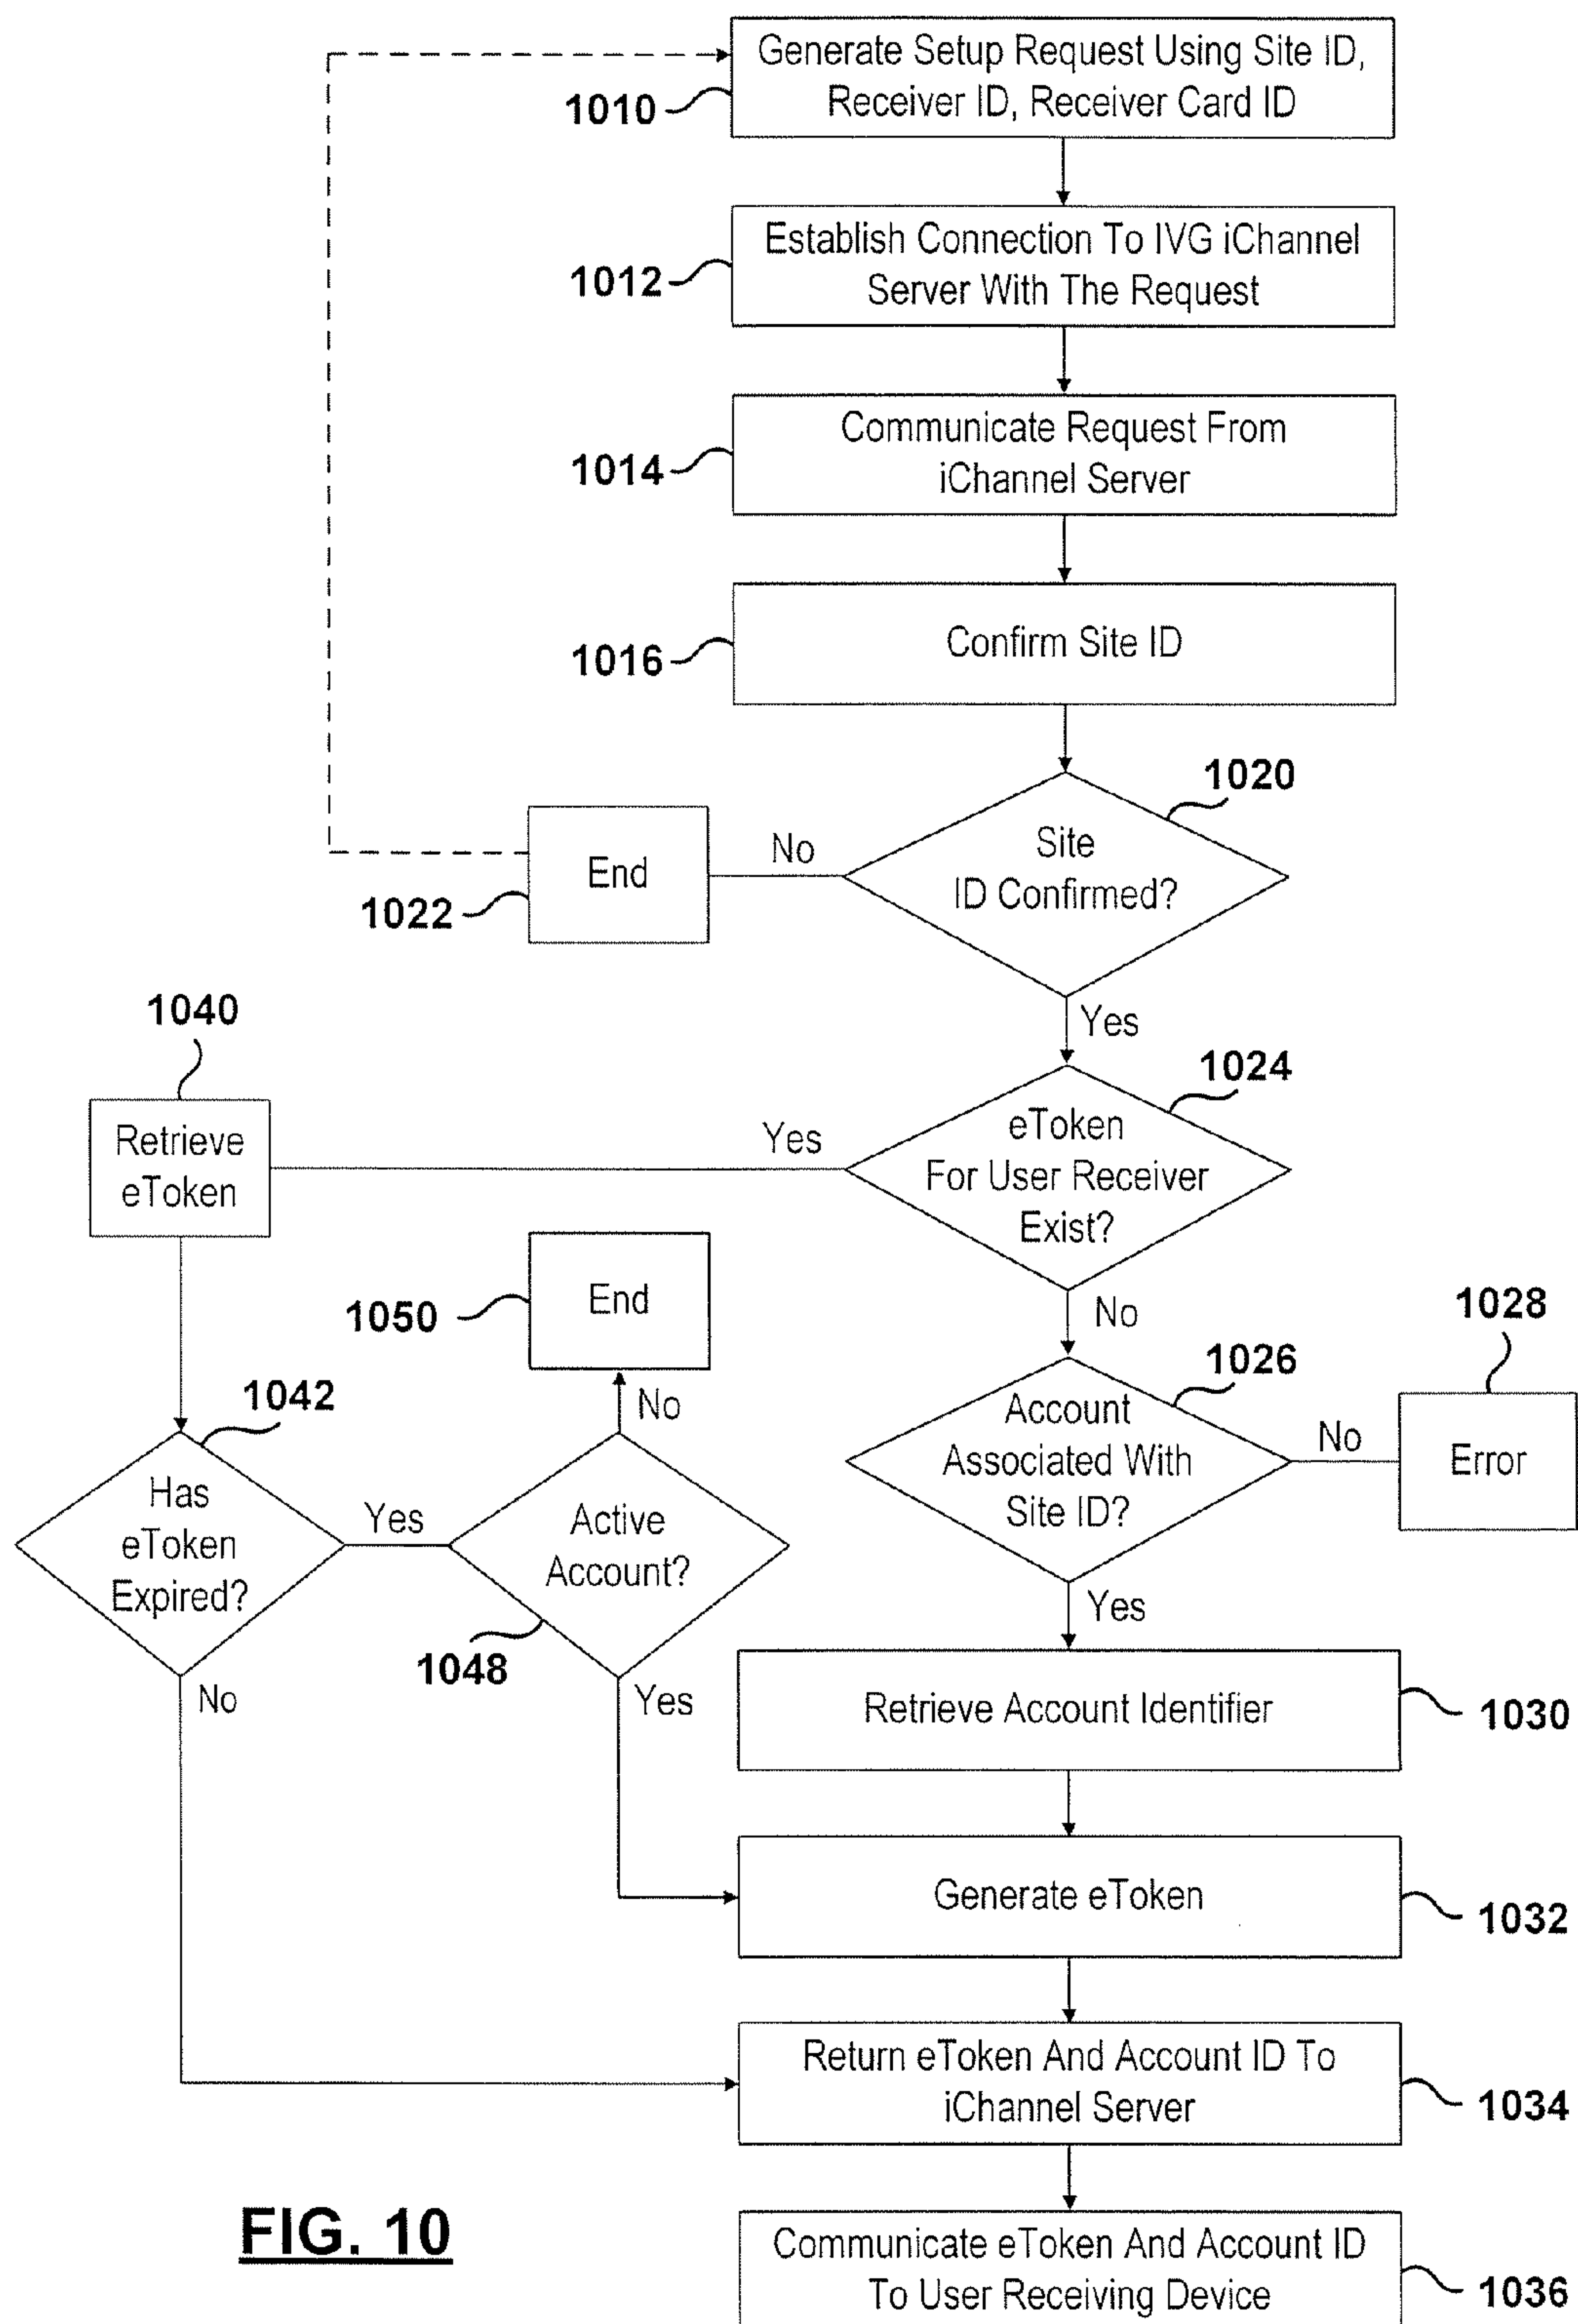 Generate Setup Request Using Site ID,
Receiver ID, Receiver Card ID
1010
Establish Connection To IVG iChannel
Server With The Request
1012
Communicate Request From
iChannel Server
1014
Confirm Site ID
1016
1020
Site
ID Confirmed?
No
End
1022
Yes
1040
Retrieve
eToken
Yes
1024
eToken
For User Receiver
Exist?
End
1050
No
No
1026
Account
Associated With
Site ID?
No
1028
Error
1042
Has
eToken
Expired?
Yes
Active
Account?
1048
No
Yes
Yes
Retrieve Account Identifier
1030
Generate eToken
1032
Return eToken And Account ID To
iChannel Server
1034
Communicate eToken And Account ID
To User Receiving Device
1036
FIG. 10